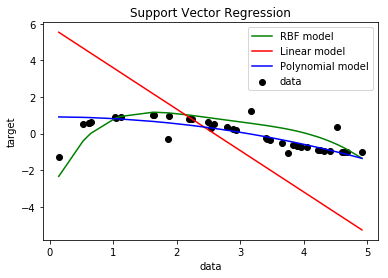 Support Vector Regression
RBF model
Linear model
Polynomial model
data
target
6
4
2
0
−2
−4
0
1
2
3
4
5
data